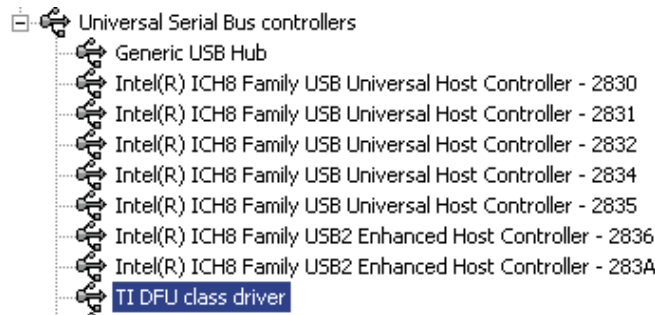 Universal Serial Bus controllers
Generic USB Hub
Intel(R) ICH8 Family USB Universal Host Controller - 2830
Intel(R) ICH8 Family USB Universal Host Controller - 2831
Intel(R) ICH8 Family USB Universal Host Controller - 2832
Intel(R) ICH8 Family USB Universal Host Controller - 2834
Intel(R) ICH8 Family USB Universal Host Controller - 2835
Intel(R) ICH8 Family USB2 Enhanced Host Controller - 2836
Intel(R) ICH8 Family USB2 Enhanced Host Controller - 283A
TI DFU class driver